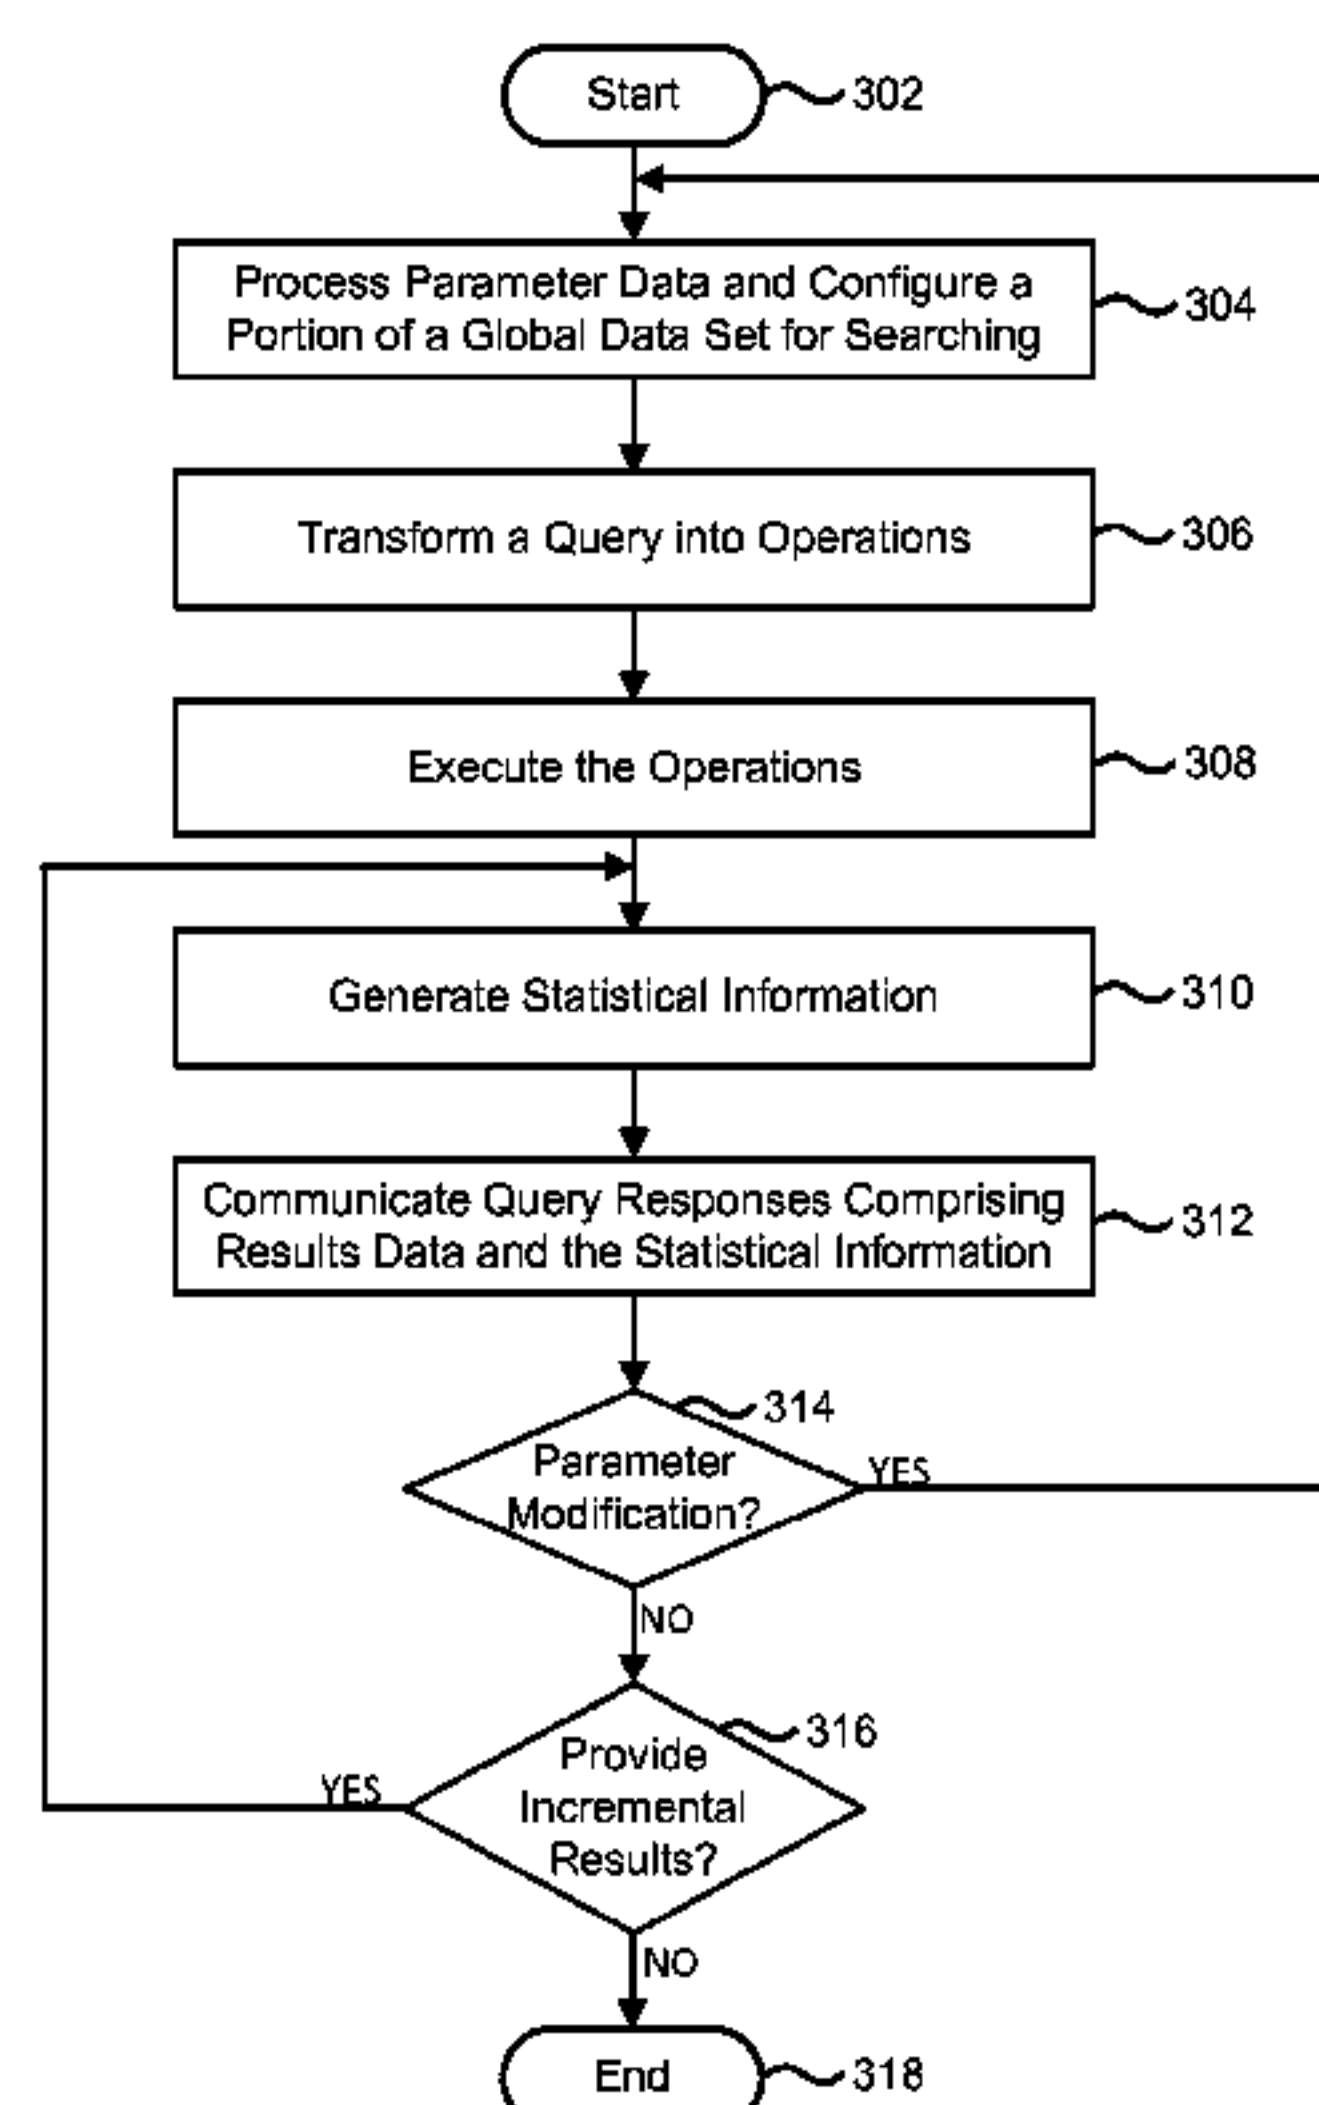 Start
302
Process Parameter Data and Configure a
Portion of a Global Data Set for Searching
304
Transform a Query into Operations
306
Execute the Operations
308
Generate Statistical Information
310
Communicate Query Responses Comprising
Results Data and the Statistical Information
312
314
Parameter
Modification?
YES
NO
316
Provide
Incremental
Results?
YES
NO
End
318